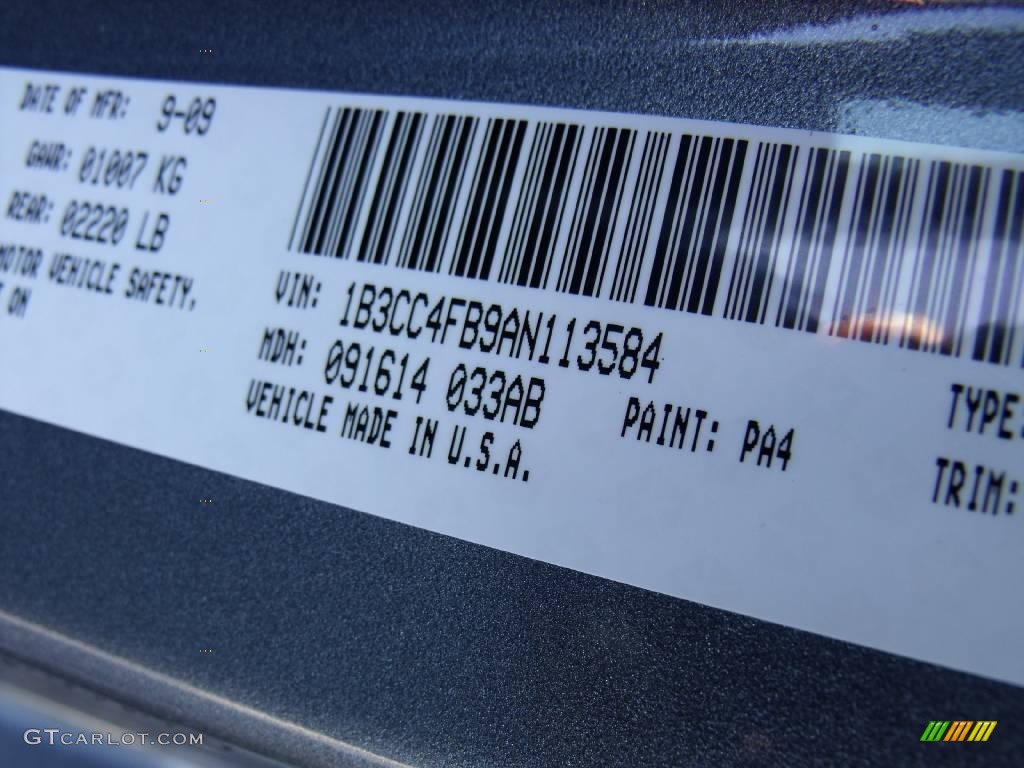 DATE OF MFR: 9-09
GAWR: 01007 KG
REAR: 02220 LB
MOTOR VEHICLE SAFETY,
ON
VIN: 1B3CC4FB9AN113584
MDH: 091614 033AB
VEHICLE MADE IN U.S.A.
PAINT: PA4
TYPE:
TRIM:
GTCARLOT.COM